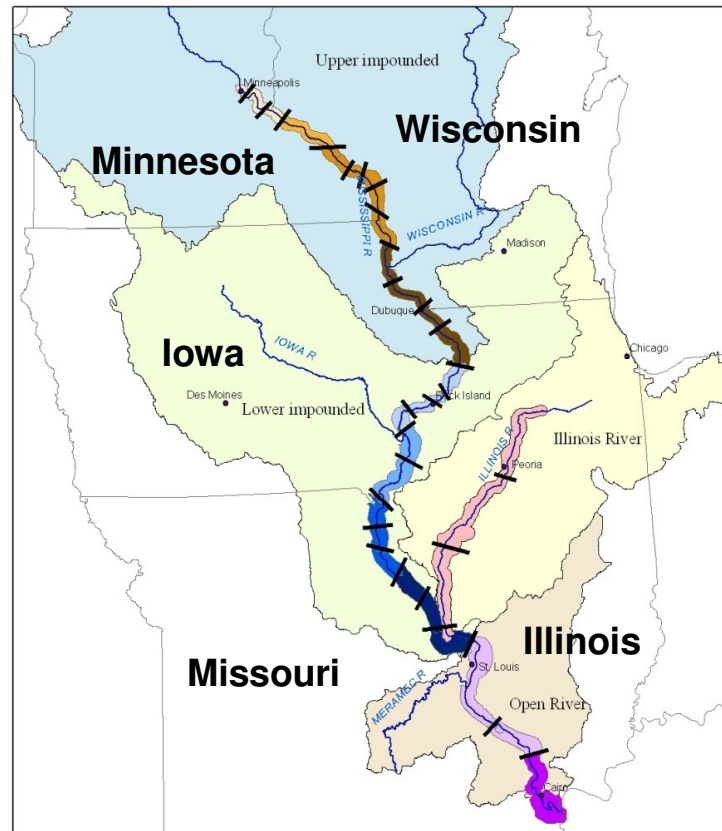 Upper impounded
Minneapolis
Wisconsin
Minnesota
MISSISSIPPI R
WISCONSIN R
Madison
Dubuque
Iowa
IOWA R
Chicago
Des Moines
Rock Island
Lower impounded
ILLINOIS R
Illinois River
Peoria
Illinois
Missouri
St. Louis
MERAMEC R
Open River
Cairo